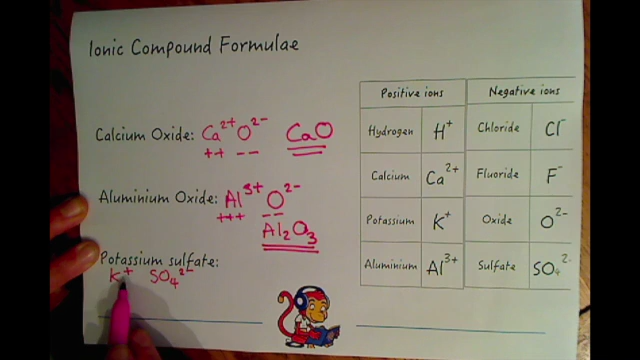 Ionic Compound Formulae
Calcium Oxide: Ca²⁺ O²⁻ CaO
++ --
Aluminium Oxide: Al³⁺ O²⁻
+++ --
Al₂O₃
Potassium sulfate:
K⁺ SO₄²⁻
Positive ions Negative ions
Hydrogen H⁺ Chloride Cl⁻
Calcium Ca²⁺ Fluoride F⁻
Potassium K⁺ Oxide O²⁻
Aluminium Al³⁺ Sulfate SO₄²⁻